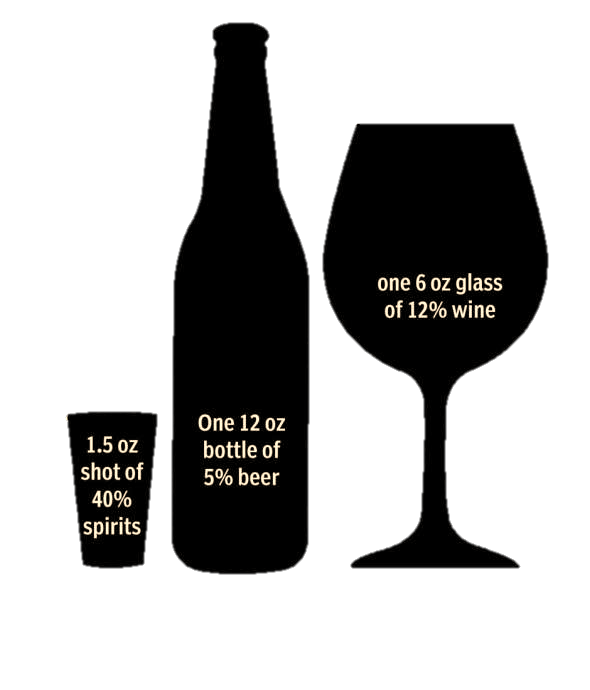 1.5 oz
shot of
40%
spirits
One 12 oz
bottle of
5% beer
one 6 oz glass
of 12% wine